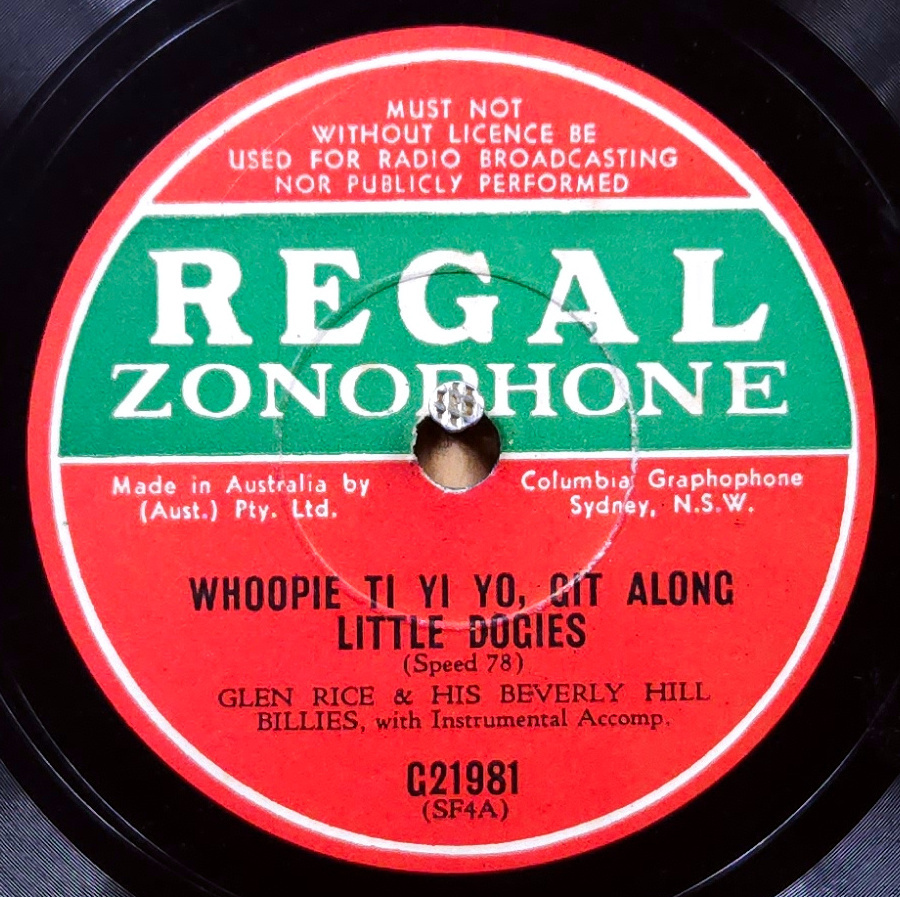 MUST NOT
WITHOUT LICENCE BE
USED FOR RADIO BROADCASTING
NOR PUBLICLY PERFORMED
REGAL
ZONOPHONE
Made in Australia by Columbia Graphophone
(Aust.) Pty. Ltd. Sydney, N.S.W.
WHOOPIE TI YI YO, GIT ALONG
LITTLE DOGIES
(Speed 78)
GLEN RICE & HIS BEVERLY HILL
BILLIES, with Instrumental Accomp.
G21981
(SF4A)